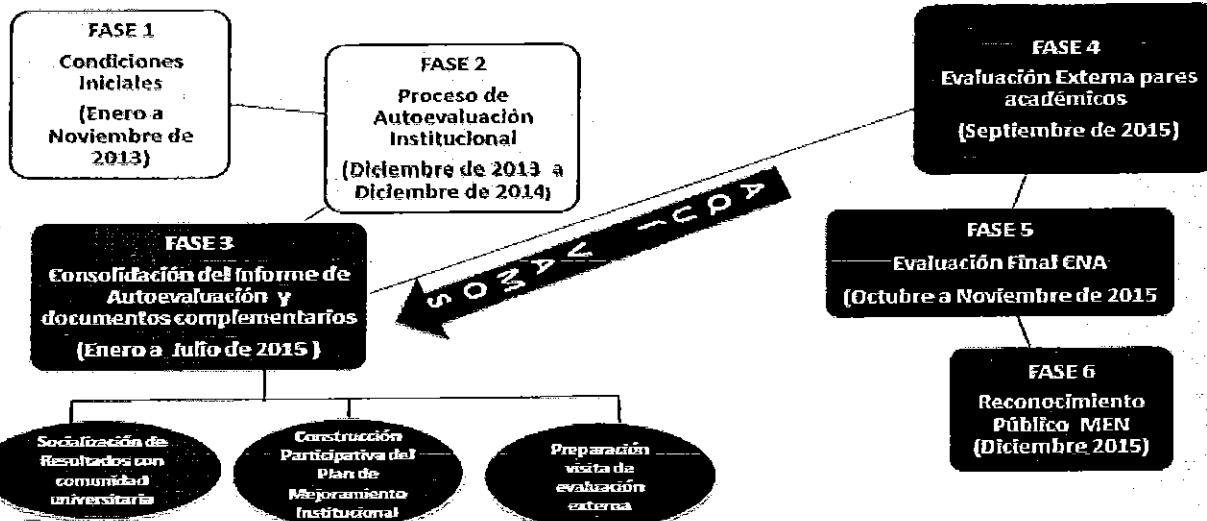 FASE 1
Condiciones
Iniciales
(Enero a
Noviembre de
2013)
FASE 2
Proceso de
Autoevaluación
Institucional
(Diciembre de 2013 a
Diciembre de 2014)
FASE 3
Consolidación del Informe de
Autoevaluación y
documentos complementarios
(Enero a Julio de 2015 )
Socialización de
Resultados con
comunidad
universitaria
Construcción
Participativa del
Plan de
Mejoramiento
Institucional
Preparación
visita de
evaluación
externa
AQUÍ VAMOS
FASE 4
Evaluación Externa pares
académicos
(Septiembre de 2015)
FASE 5
Evaluación Final CNA
(Octubre a Noviembre de 2015
FASE 6
Reconocimiento
Público MEN
(Diciembre 2015)